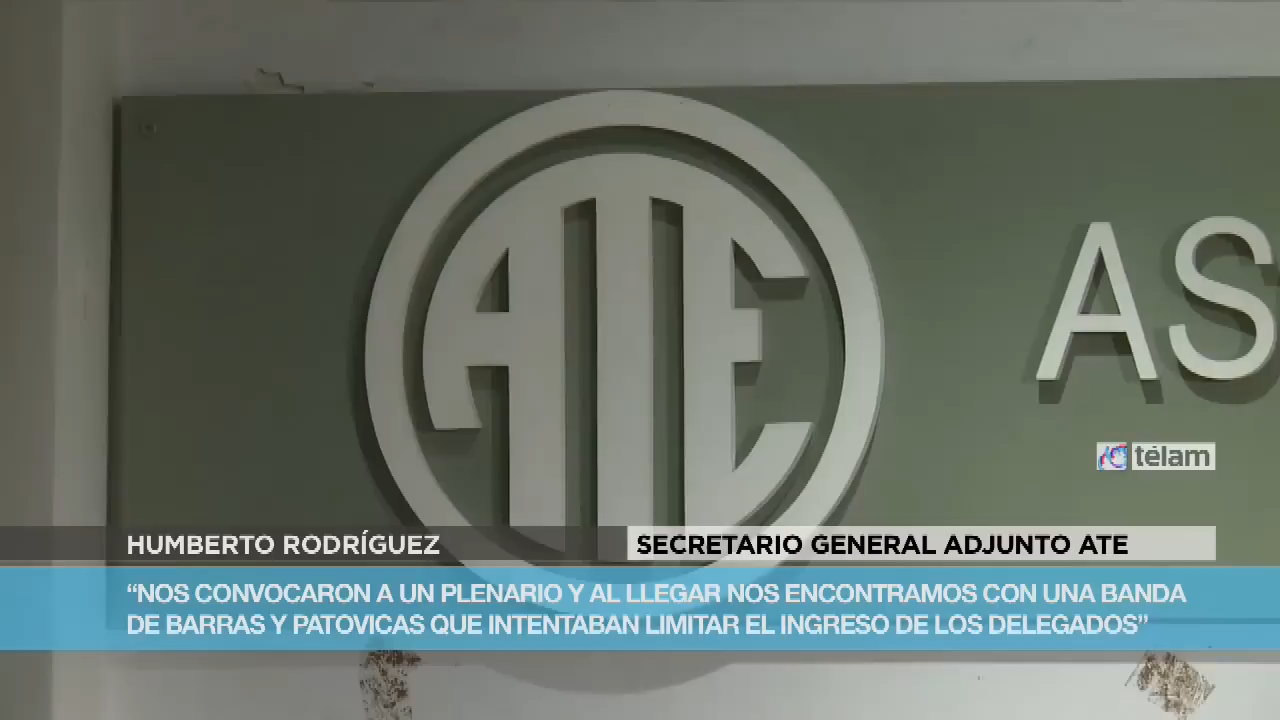 ATE
AS
télam
HUMBERTO RODRÍGUEZ
SECRETARIO GENERAL ADJUNTO ATE
“NOS CONVOCARON A UN PLENARIO Y AL LLEGAR NOS ENCONTRAMOS CON UNA BANDA
DE BARRAS Y PATOVICAS QUE INTENTABAN LIMITAR EL INGRESO DE LOS DELEGADOS”